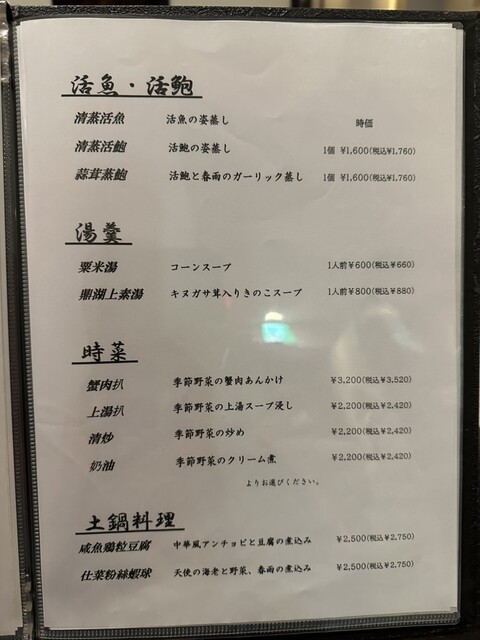 活魚・活鮑
清蒸活魚 活魚の姿蒸し 時価
清蒸活鮑 活鮑の姿蒸し 1個 ¥1,600(税込¥1,760)
蒜茸蒸鮑 活鮑と春雨のガーリック蒸し 1個 ¥1,600(税込¥1,760)
湯羹
粟米湯 コーンスープ 1人前¥600(税込¥660)
鼎湖上素湯 キヌガサ茸入りきのこスープ 1人前¥800(税込¥880)
時菜
蟹肉扒 季節野菜の蟹肉あんかけ ¥3,200(税込¥3,520)
上湯扒 季節野菜の上湯スープ浸し ¥2,200(税込¥2,420)
清炒 季節野菜の炒め ¥2,200(税込¥2,420)
奶油 季節野菜のクリーム煮 ¥2,200(税込¥2,420)
よりお選びください。
土鍋料理
咸魚鶏粒豆腐 中華風アンチョビと豆腐の煮込み ¥2,500(税込¥2,750)
仕菜粉絲蝦球 天使の海老と野菜、春雨の煮込み ¥2,500(税込¥2,750)